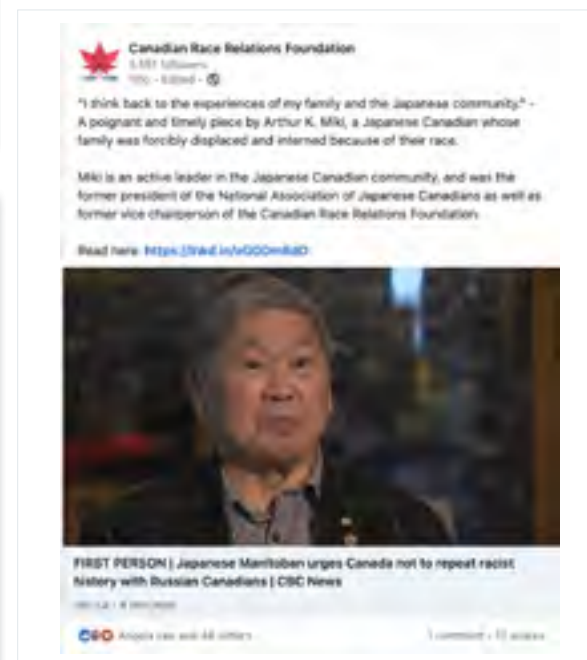 Canadian Race Relations Foundation
followers
Edited
"I think back to the experiences of my family and the Japanese community." -
A poignant and timely piece by Arthur K. Miki, a Japanese Canadian whose
family was forcibly displaced and interned because of their race.
Miki is an active leader in the Japanese Canadian community, and was the
former president of the National Association of Japanese Canadians as well as
former vice chairperson of the Canadian Race Relations Foundation.
Read here:
FIRST PERSON | Japanese Manitoban urges Canada not to repeat racist
history with Russian Canadians | CBC News
1 comment